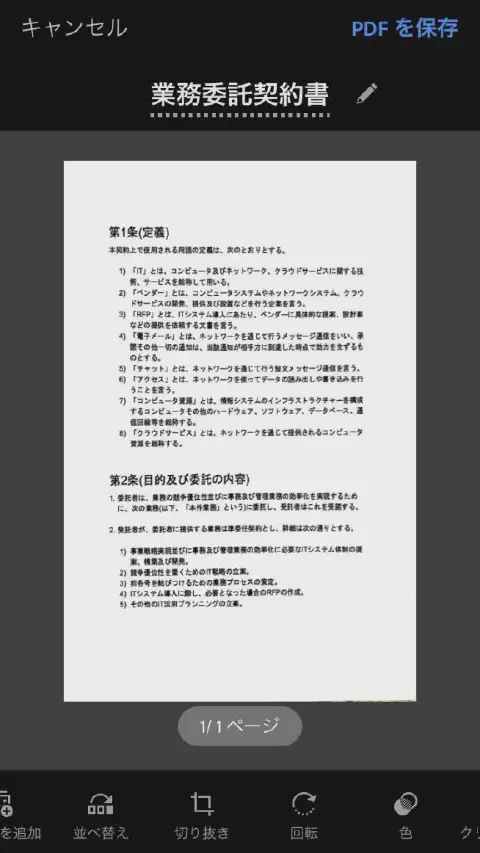 キャンセル
PDF を保存
業務委託契約書
第1条(定義)
本契約上で使用される用語の定義は、次のとおりとする。
1) 「IT」とは、コンピュータ及びネットワーク、クラウドサービスに関する技
術、サービスを総称して用いる。
2) 「ベンダー」とは、コンピュータシステムやネットワークシステム、クラウ
ドサービスの開発、提供及び設置などを行う企業を言う。
3) 「RFP」とは、ITシステム導入にあたり、ベンダーに具体的な提案、設計案
などの提供を依頼する文書を言う。
4) 「電子メール」とは、ネットワークを通じて行うメッセージ通信をいい、承
諾その他一切の通知は、当該通知が相手方に到達した時点で効力を生ずるも
のとする。
5) 「チャット」とは、ネットワークを通じて行う短文メッセージ通信を言う。
6) 「アクセス」とは、ネットワークを使ってデータの読み出しや書き込みを行
うことを言う。
7) 「コンピュータ資源」とは、情報システムのインフラストラクチャーを構成
するコンピュータその他のハードウェア、ソフトウェア、データベース、通
信回線等を総称する。
8) 「クラウドサービス」とは、ネットワークを通じて提供されるコンピュータ
資源を総称する。
第2条(目的及び委託の内容)
1. 委託者は、業務の競争優位性並びに事務及び管理業務の効率化を実現するため
に、次の業務(以下、「本件業務」という)に委託し、受託者はこれを受諾する。
2. 受託者が、委託者に提供する業務は準委任契約とし、詳細は次の通りとする。
1) 事業戦略実現並びに事務及び管理業務の効率化に必要なITシステム体制の提
案、構築及び開発。
2) 競争優位性を築くためのIT戦略の立案。
3) 前各号を結びつけるための業務プロセスの策定。
4) ITシステム導入に際し、必要となった場合のRFPの作成。
5) その他のIT活用プランニングの立案。
1/1 ページ
を追加
並べ替え
切り抜き
回転
色
クリ